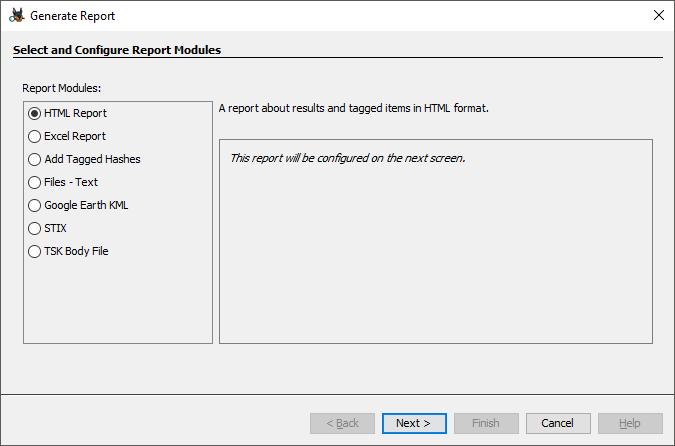 Generate Report
Select and Configure Report Modules
Report Modules:
HTML Report
Excel Report
Add Tagged Hashes
Files - Text
Google Earth KML
STIX
TSK Body File
A report about results and tagged items in HTML format.
This report will be configured on the next screen.
< Back
Next >
Finish
Cancel
Help